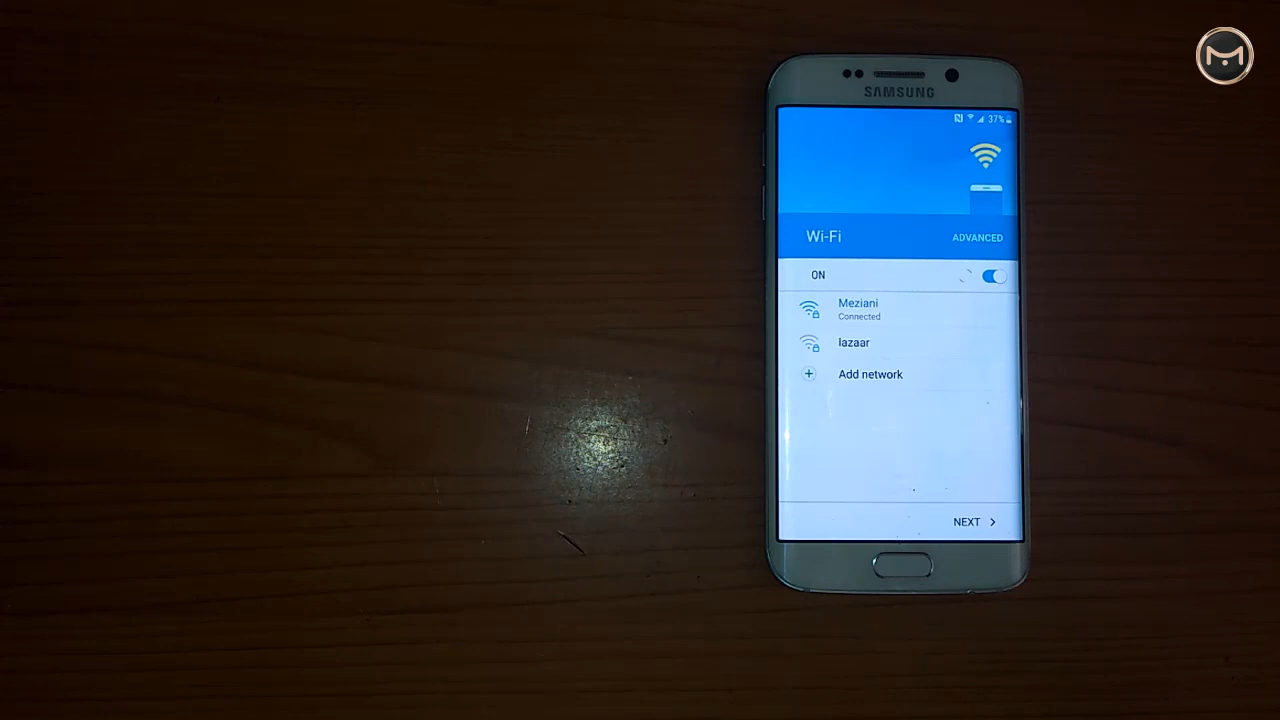 SAMSUNG
37%
Wi-Fi
ADVANCED
ON
Meziani
Connected
lazaar
Add network
NEXT